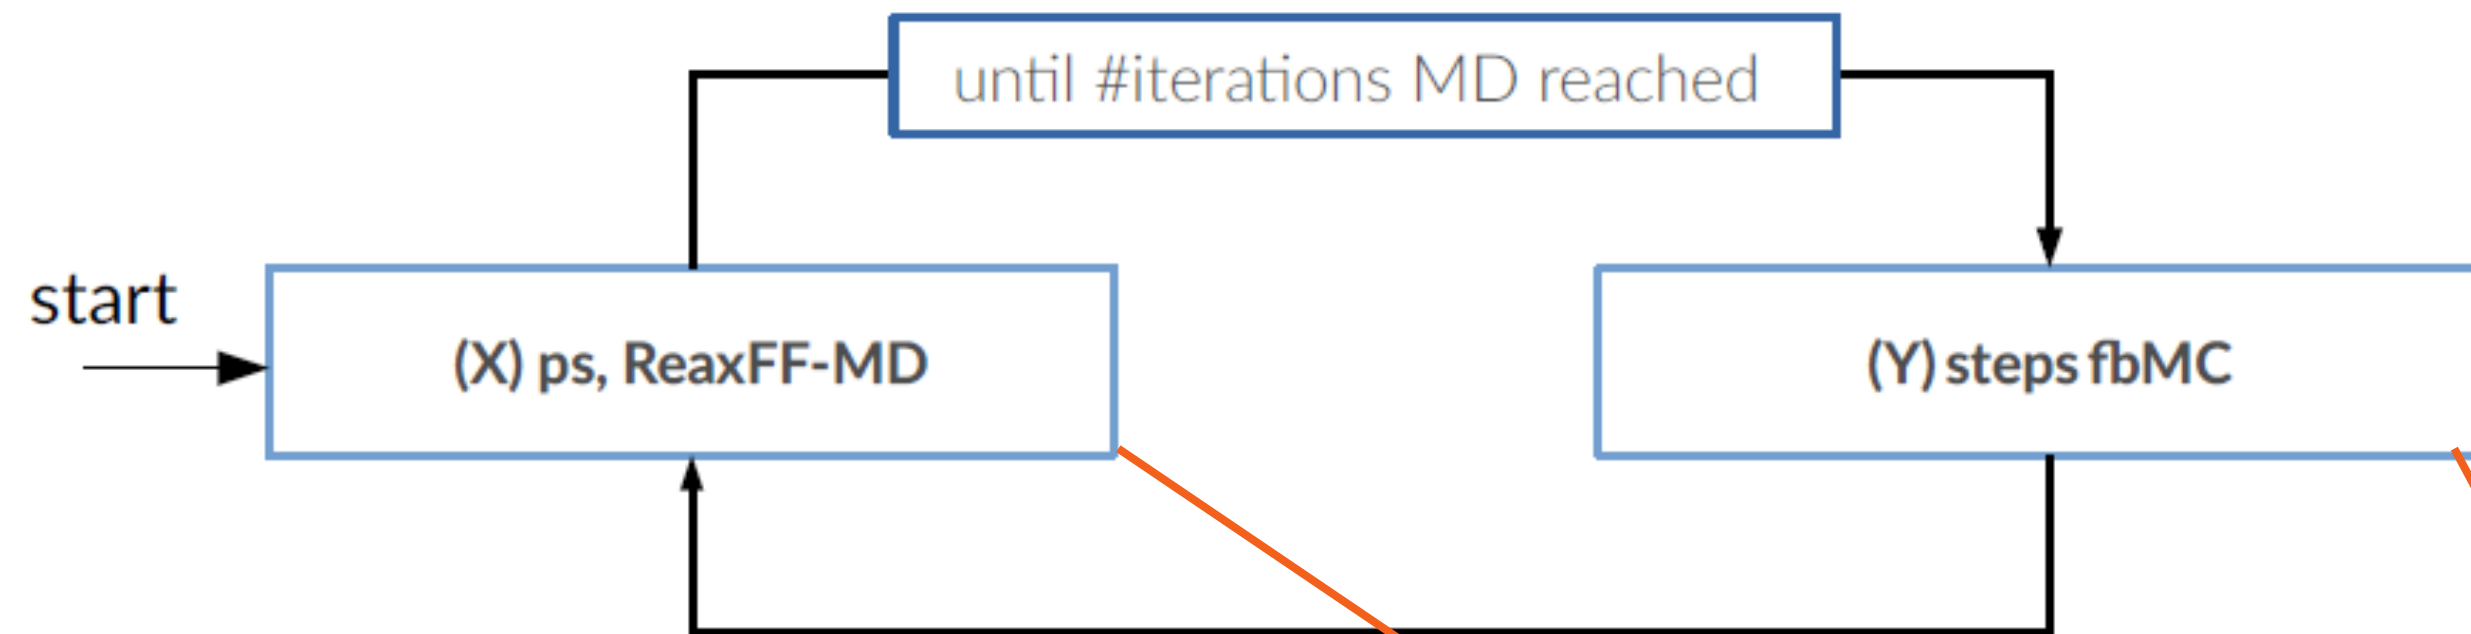 until #iterations MD reached
start
(X) ps, ReaxFF-MD
(Y) steps fbMC